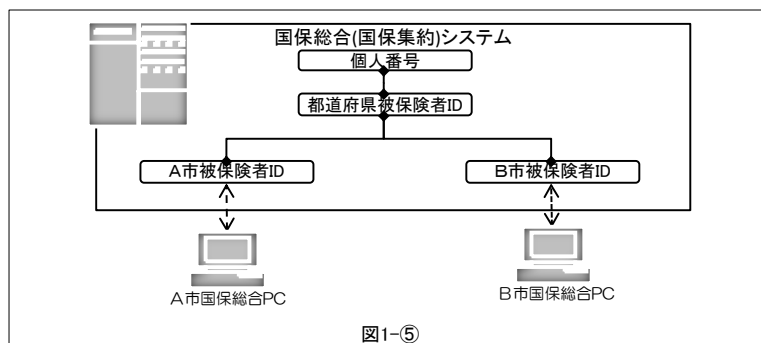 国保総合(国保集約)システム
個人番号
都道府県被保険者ID
A市被保険者ID
B市被保険者ID
A市国保総合PC
B市国保総合PC
図1-⑤